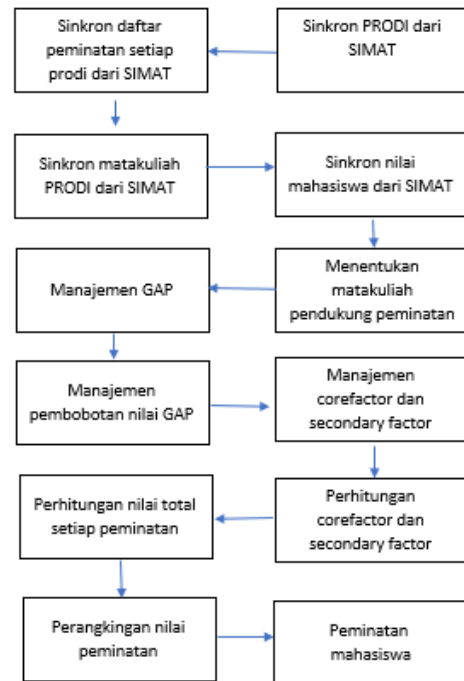 Sinkron daftar
peminatan setiap
prodi dari SIMAT
Sinkron PRODI dari
SIMAT
Sinkron matakuliah
PRODI dari SIMAT
Sinkron nilai
mahasiswa dari SIMAT
Manajemen GAP
Menentukan
matakuliah
pendukung peminatan
Manajemen
pembobotan nilai GAP
Manajemen
corefactor dan
secondary factor
Perhitungan nilai total
setiap peminatan
Perhitungan
corefactor dan
secondary factor
Perangkingan nilai
peminatan
Peminatan
mahasiswa